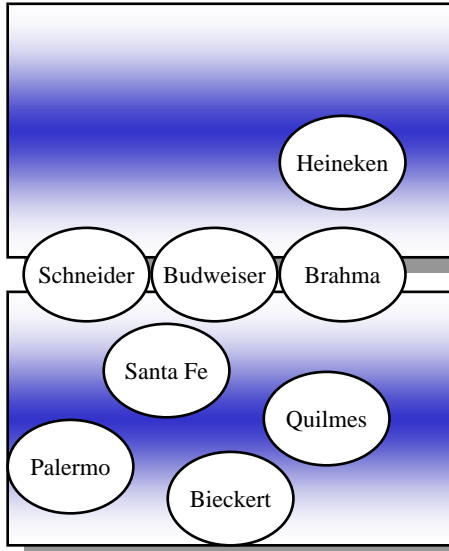 Heineken
Schneider
Budweiser
Brahma
Santa Fe
Quilmes
Palermo
Bieckert